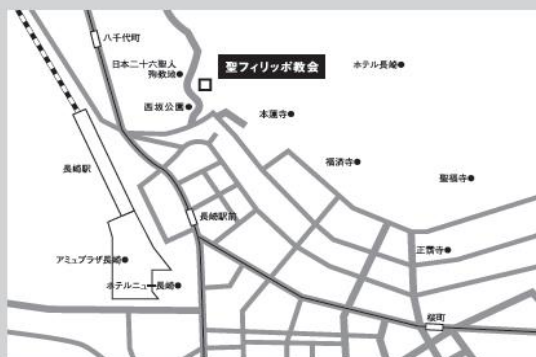 八千代町
日本二十六聖人
殉教地
聖フィリッポ教会
ホテル長崎
西坂公園
本蓮寺
長崎駅
福済寺
聖福寺
長崎駅前
正覚寺
アミュプラザ長崎
ホテルニュー長崎
桜町